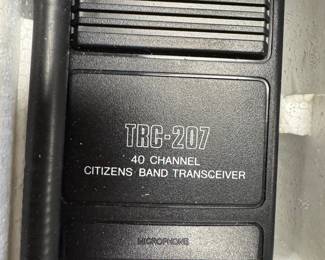 TRC-207
40 CHANNEL
CITIZENS BAND TRANSCEIVER
MICROPHONE